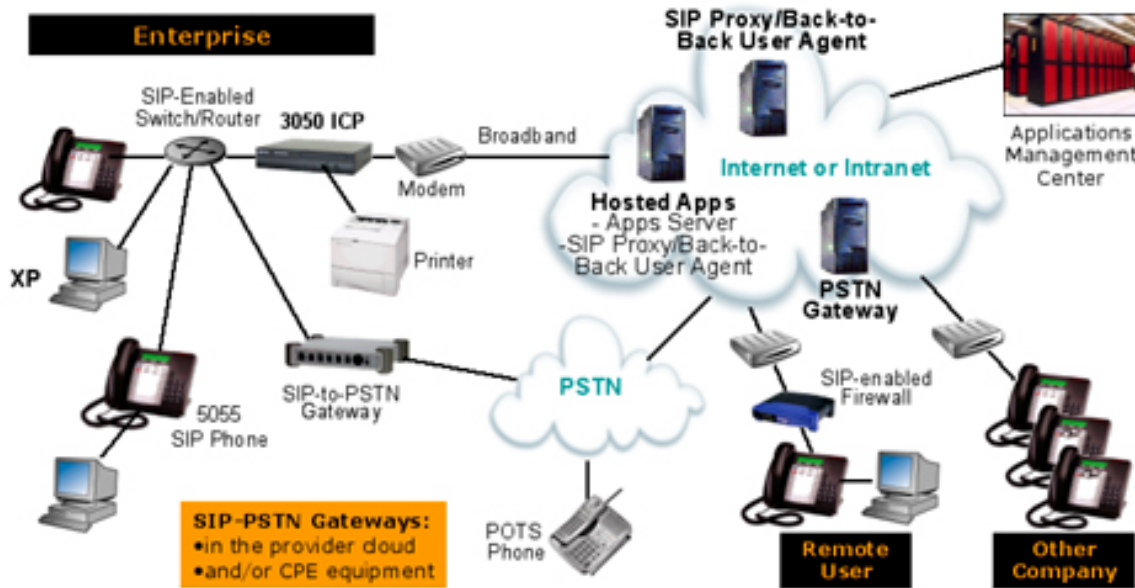 Enterprise
SIP Proxy/Back-to-
Back User Agent
SIP-Enabled
Switch/Router
3050 ICP
Broadband
Modem
Internet or Intranet
Applications
Management
Center
Hosted Apps
- Apps Server
-SIP Proxy/Back-to-
Back User Agent
Printer
XP
PSTN
Gateway
SIP-to-PSTN
Gateway
PSTN
SIP-enabled
Firewall
5055
SIP Phone
SIP-PSTN Gateways:
•in the provider cloud
•and/or CPE equipment
POTS
Phone
Remote
User
Other
Company